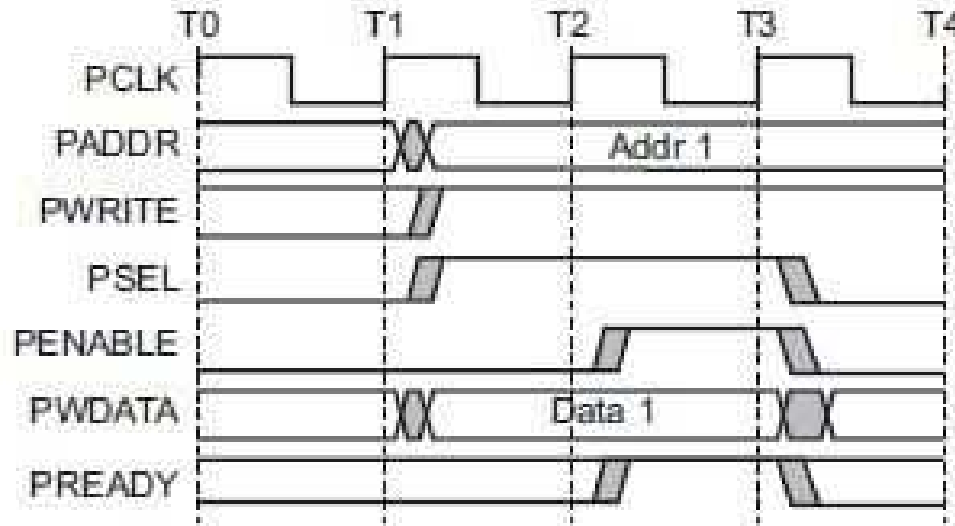 T0 T1 T2 T3 T4
PCLK
PADDR Addr 1
PWRITE
PSEL
PENABLE
PWDATA Data 1
PREADY